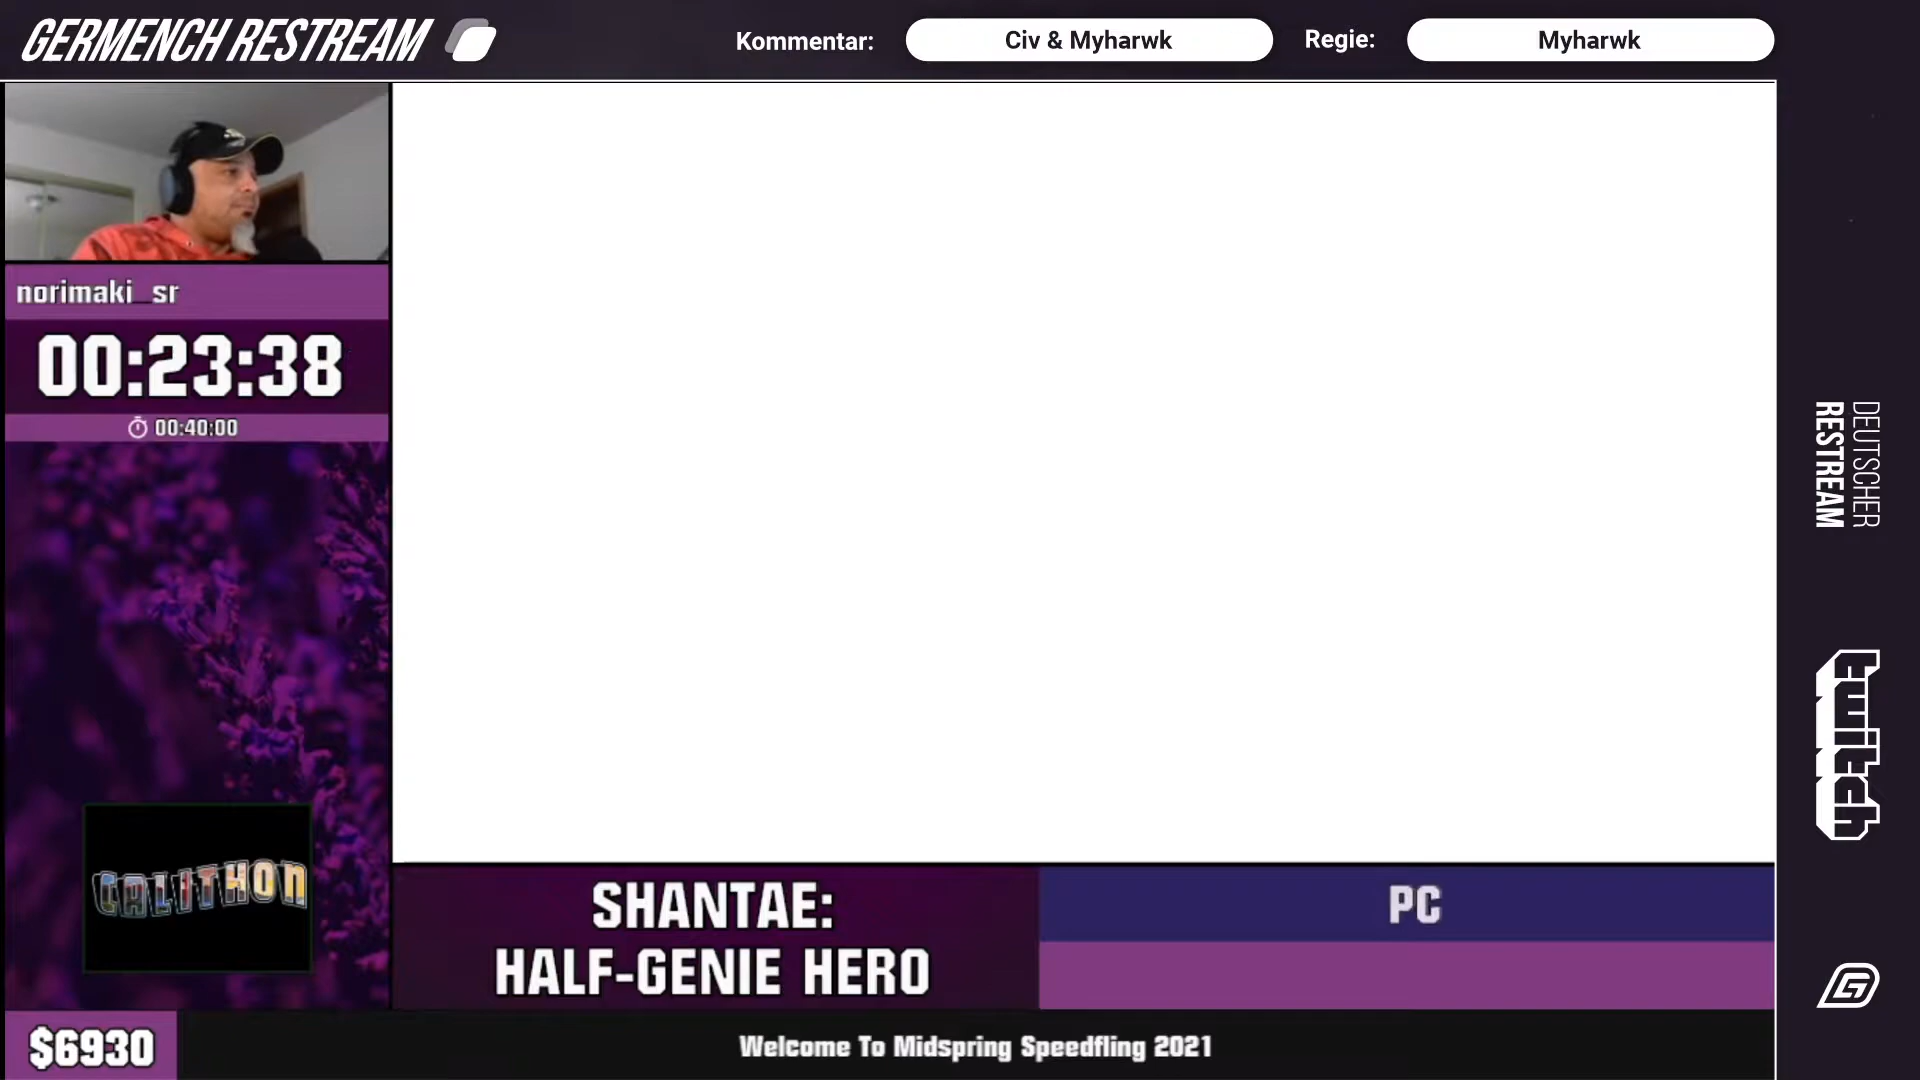 GERMENCH RESTREAM
Kommentar:
Civ & Myharwk
Regie:
Myharwk
norimaki_sr
00:23:38
00:40:00
CALITHON
SHANTAE:
HALF-GENIE HERO
PC
$6930
Welcome To Midspring Speedfling 2021
DEUTSCHER
RESTREAM
twitch
G